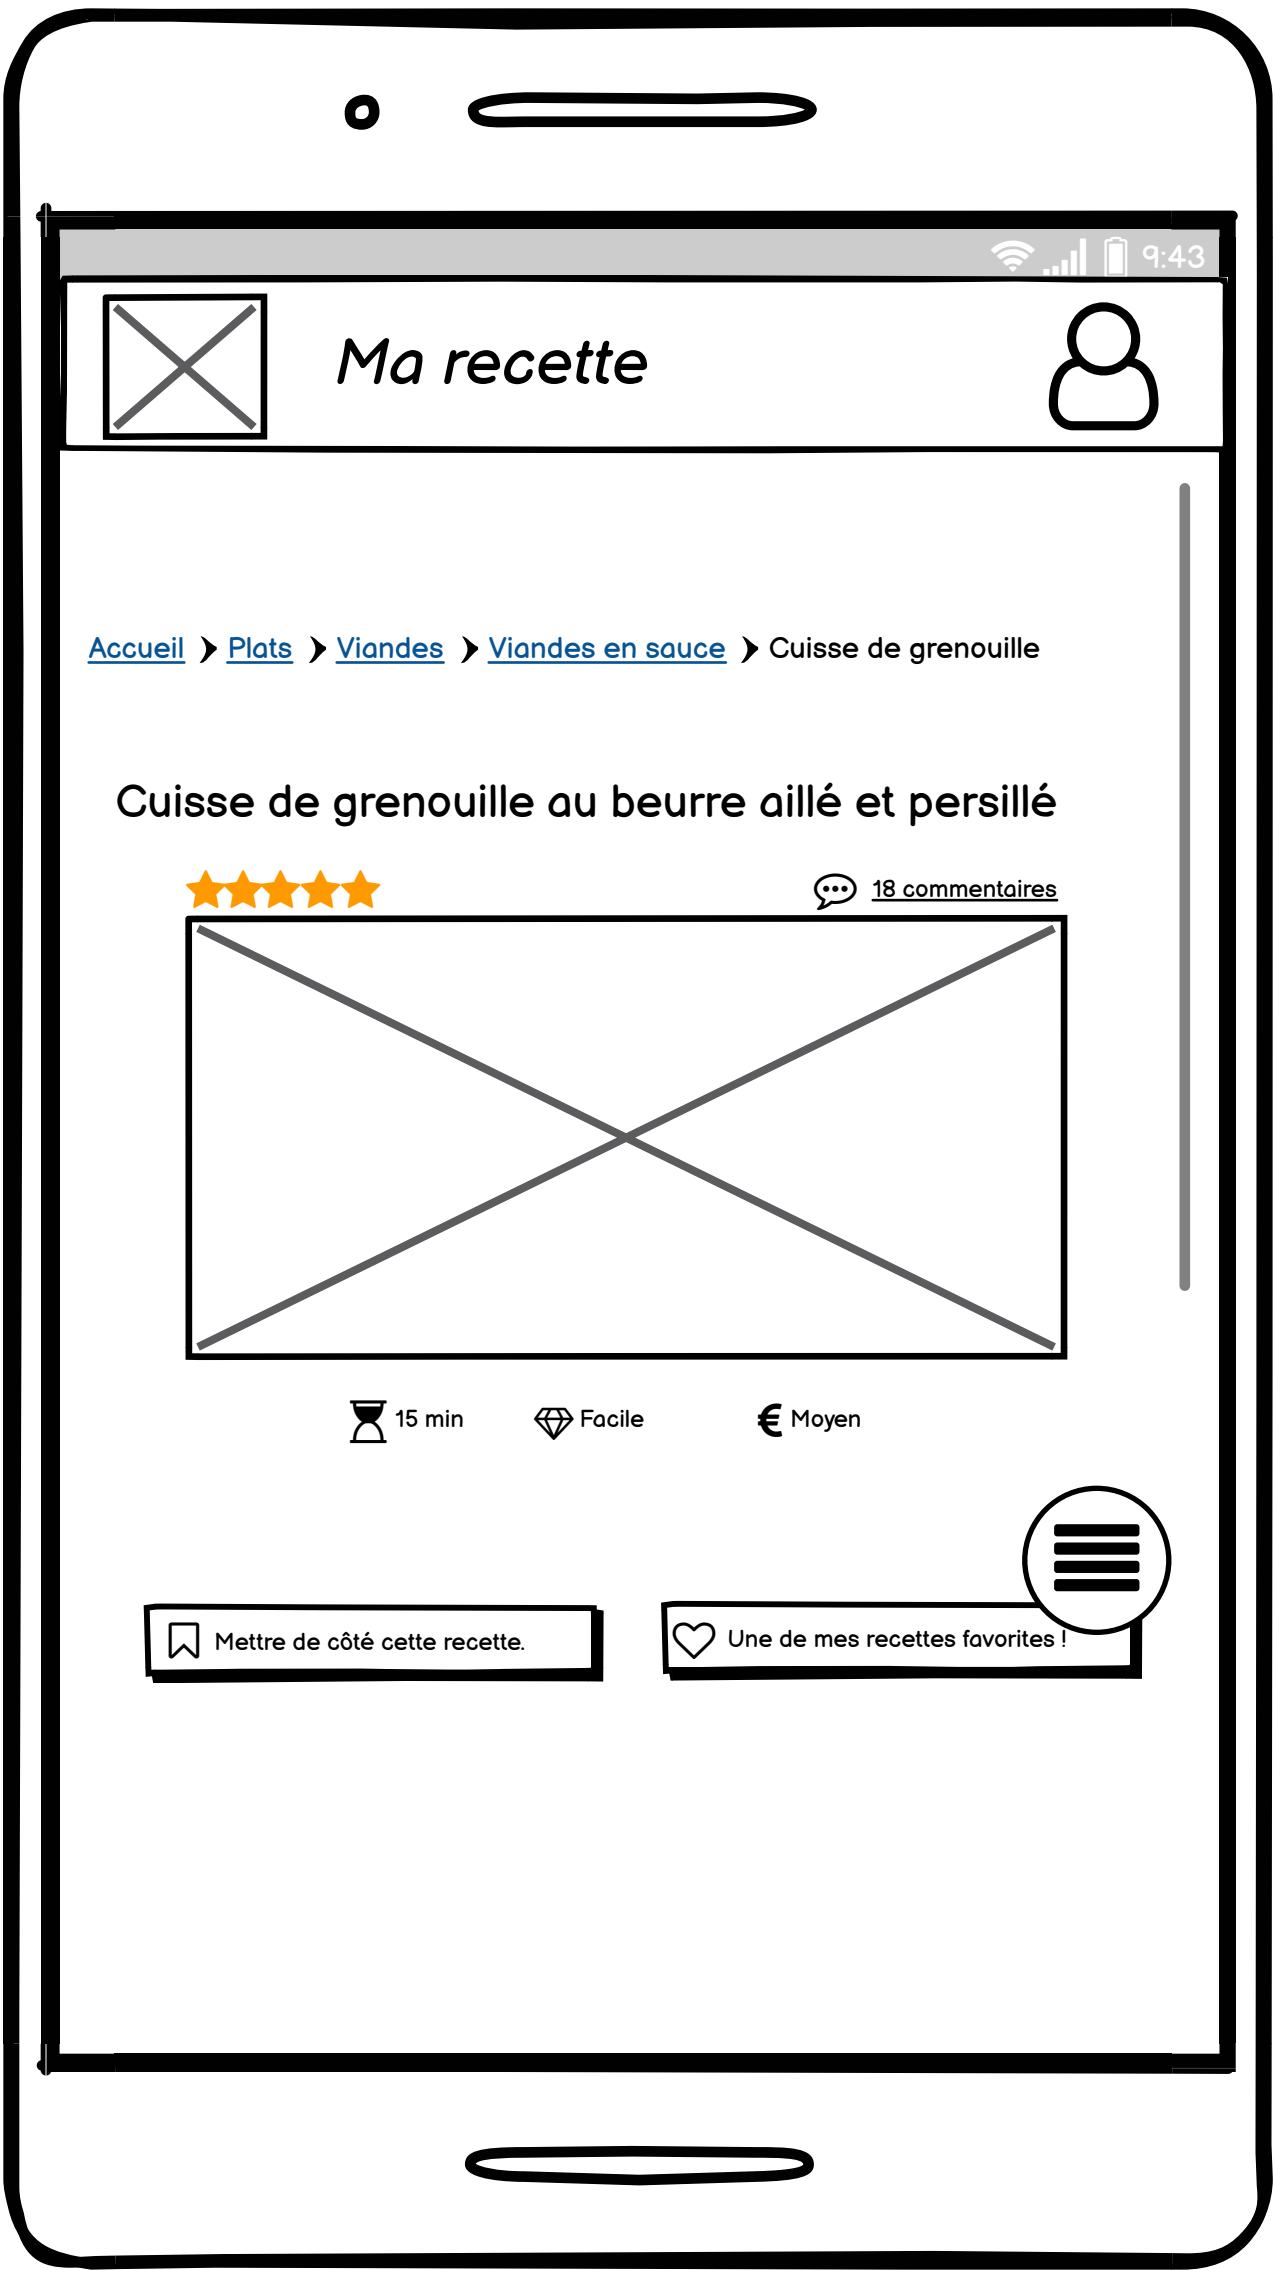 9:43
Ma recette
Accueil Plats Viandes Viandes en sauce Cuisse de grenouille
Cuisse de grenouille au beurre aillé et persillé
18 commentaires
15 min Facile € Moyen
Mettre de côté cette recette. Une de mes recettes favorites !